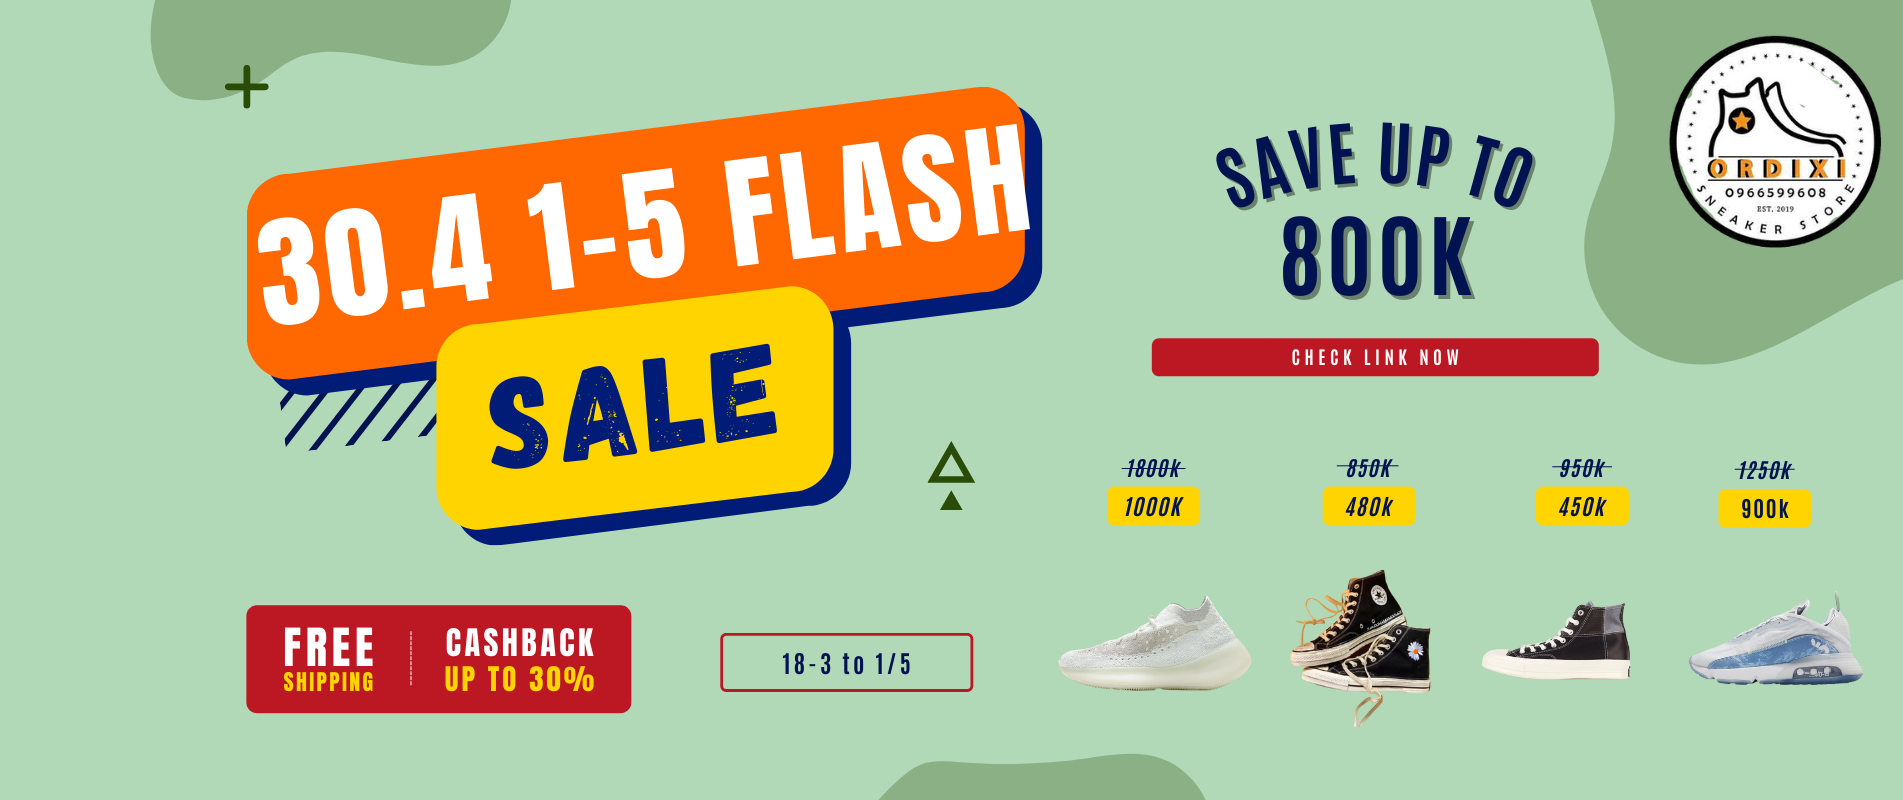 30.4 1-5 FLASH
SALE
SAVE UP TO
800K
CHECK LINK NOW
ORDIXI
0966599608
EST. 2019
SNEAKER STORE
1800k
850K
950K
1250K
1000K
480k
450k
900k
FREE
SHIPPING
CASHBACK
UP TO 30%
18-3 to 1/5